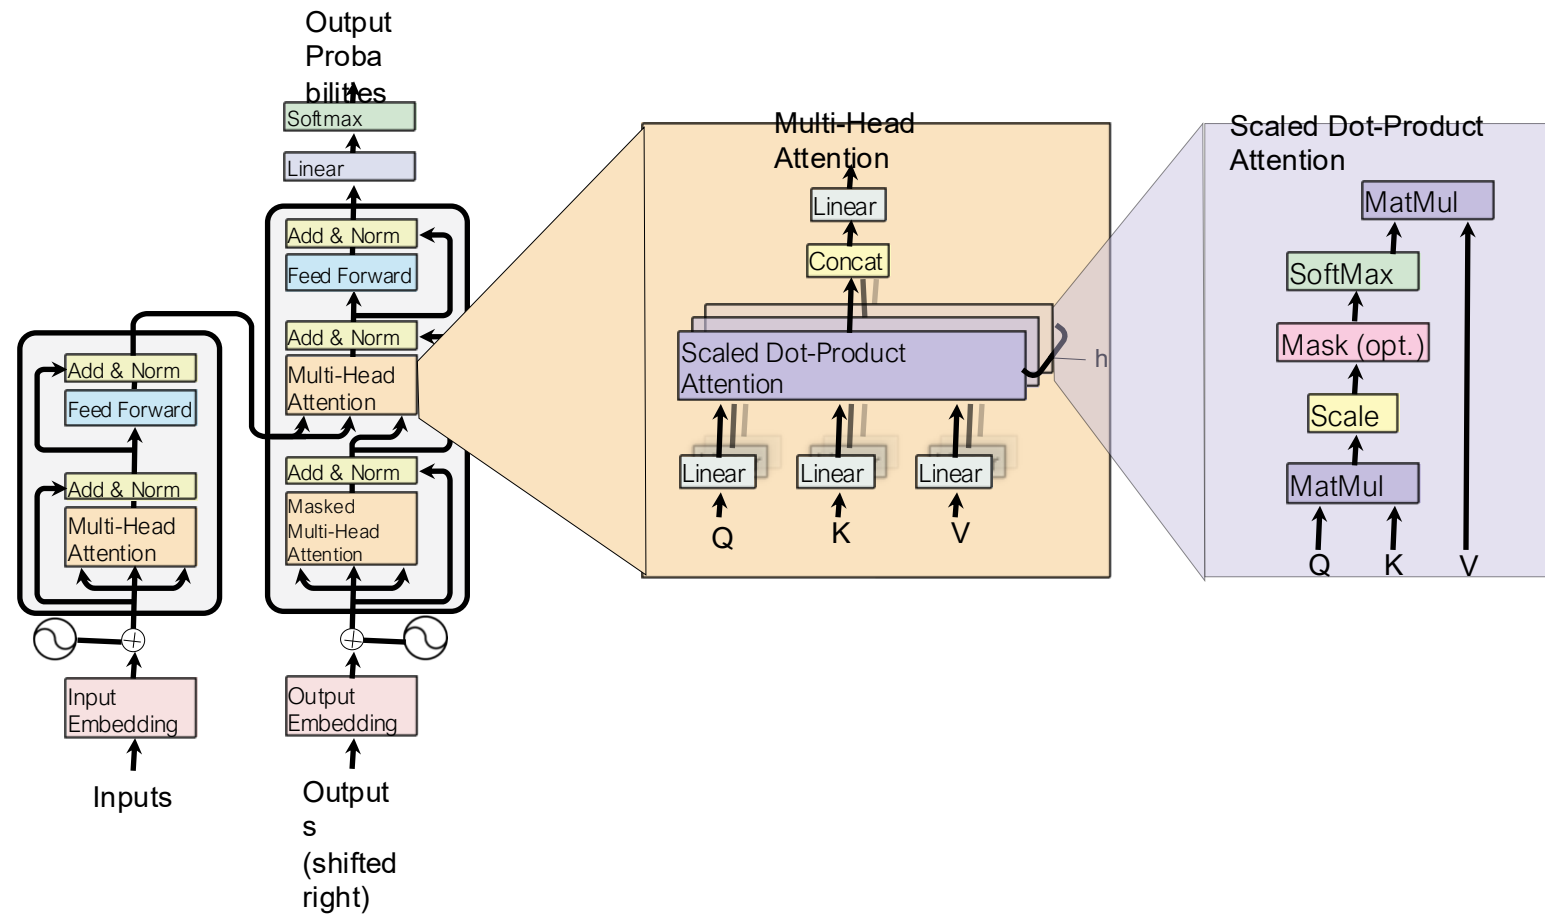 Output
Proba
bilities
Softmax
Linear
Add & Norm
Feed Forward
Add & Norm
Multi-Head
Attention
Add & Norm
Masked
Multi-Head
Attention
Output
Embedding
Output
s
(shifted
right)
Add & Norm
Feed Forward
Add & Norm
Multi-Head
Attention
Input
Embedding
Inputs
Multi-Head
Attention
Linear
Concat
Scaled Dot-Product
Attention
h
Linear
Linear
Linear
Q
K
V
Scaled Dot-Product
Attention
MatMul
SoftMax
Mask (opt.)
Scale
MatMul
Q
K
V